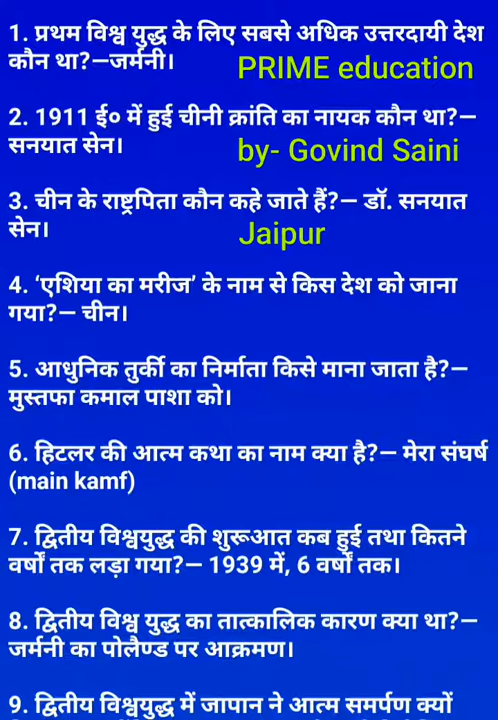 1. प्रथम विश्व युद्ध के लिए सबसे अधिक उत्तरदायी देश
कौन था?—जर्मनी।
PRIME education
2. 1911 ई० में हुई चीनी क्रांति का नायक कौन था?—
सनयात सेन।
by- Govind Saini
3. चीन के राष्ट्रपिता कौन कहे जाते हैं?— डॉ. सनयात
सेन।
Jaipur
4. ‘एशिया का मरीज’ के नाम से किस देश को जाना
गया?— चीन।
5. आधुनिक तुर्की का निर्माता किसे माना जाता है?—
मुस्तफा कमाल पाशा को।
6. हिटलर की आत्म कथा का नाम क्या है?— मेरा संघर्ष
(main kamf)
7. द्वितीय विश्वयुद्ध की शुरूआत कब हुई तथा कितने
वर्षों तक लड़ा गया?— 1939 में, 6 वर्षों तक।
8. द्वितीय विश्व युद्ध का तात्कालिक कारण क्या था?—
जर्मनी का पोलैण्ड पर आक्रमण।
9. द्वितीय विश्वयुद्ध में जापान ने आत्म समर्पण क्यों